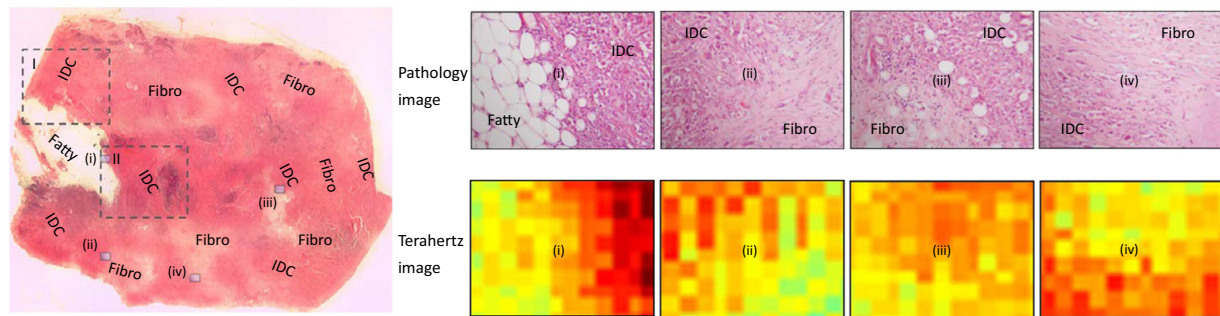 I
IDC
Fibro
IDC
Fibro
Fatty
(i)
II
IDC
IDC
(iii)
Fibro
IDC
IDC
(ii)
Fibro
(iv)
Fibro
IDC
Fibro
Pathology
image
IDC
(i)
Fatty
IDC
(ii)
Fibro
IDC
(iii)
Fibro
Fibro
(iv)
IDC
Terahertz
image
(i)
(ii)
(iii)
(iv)